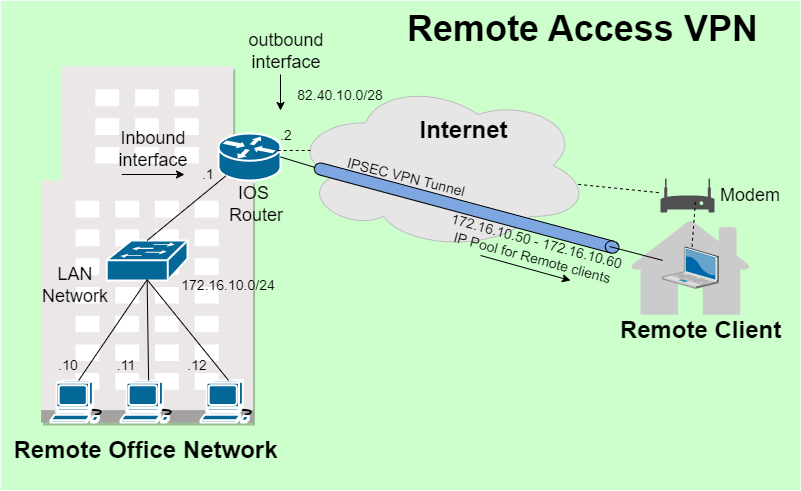 Remote Access VPN
outbound
interface
82.40.10.0/28
.2
Internet
Inbound
interface
.1
IOS
Router
IPSEC VPN Tunnel
172.16.10.50 - 172.16.10.60
IP Pool for Remote clients
Modem
LAN
Network
172.16.10.0/24
Remote Client
.10
.11
.12
Remote Office Network